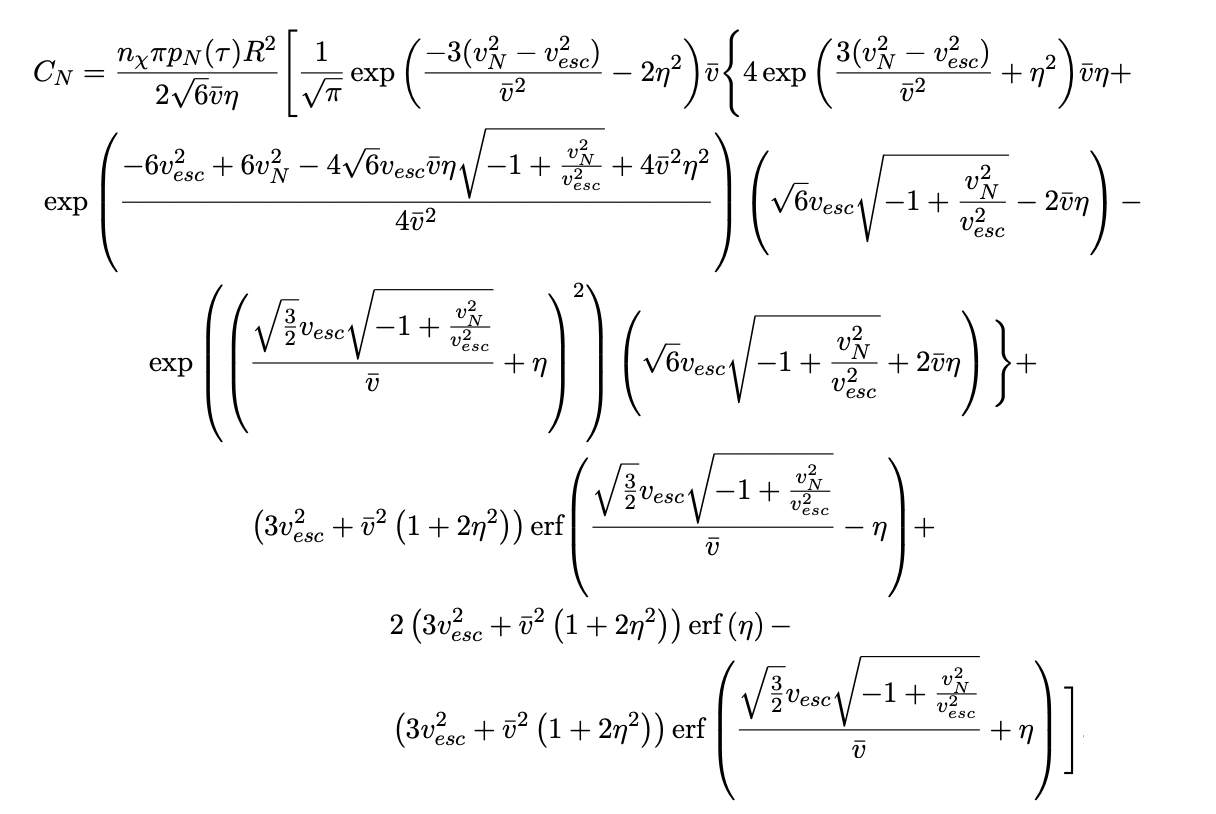 $C_N = \frac{n_\chi \pi p_N(\tau) R^2}{2\sqrt{6}\bar{v}\eta} \Bigg[ \frac{1}{\sqrt{\pi}} \exp\left( \frac{-3(v_N^2 - v_{esc}^2)}{\bar{v}^2} - 2\eta^2 \right) \bar{v} \Bigg\{ 4 \exp\left( \frac{3(v_N^2 - v_{esc}^2)}{\bar{v}^2} + \eta^2 \right) \bar{v}\eta +$
$\exp\left( \frac{-6v_{esc}^2 + 6v_N^2 - 4\sqrt{6}v_{esc}\bar{v}\eta\sqrt{-1 + \frac{v_N^2}{v_{esc}^2}} + 4\bar{v}^2\eta^2}{4\bar{v}^2} \right) \left( \sqrt{6}v_{esc}\sqrt{-1 + \frac{v_N^2}{v_{esc}^2}} - 2\bar{v}\eta \right) -$
$\exp\left( \left( \frac{\sqrt{\frac{3}{2}}v_{esc}\sqrt{-1 + \frac{v_N^2}{v_{esc}^2}}}{\bar{v}} + \eta \right)^2 \right) \left( \sqrt{6}v_{esc}\sqrt{-1 + \frac{v_N^2}{v_{esc}^2}} + 2\bar{v}\eta \right) \Bigg\} +$
$\left( 3v_{esc}^2 + \bar{v}^2 \left( 1 + 2\eta^2 \right) \right) \text{erf}\left( \frac{\sqrt{\frac{3}{2}}v_{esc}\sqrt{-1 + \frac{v_N^2}{v_{esc}^2}}}{\bar{v}} - \eta \right) +$
$2 \left( 3v_{esc}^2 + \bar{v}^2 \left( 1 + 2\eta^2 \right) \right) \text{erf}\left( \eta \right) -$
$\left( 3v_{esc}^2 + \bar{v}^2 \left( 1 + 2\eta^2 \right) \right) \text{erf}\left( \frac{\sqrt{\frac{3}{2}}v_{esc}\sqrt{-1 + \frac{v_N^2}{v_{esc}^2}}}{\bar{v}} + \eta \right) \Bigg]$